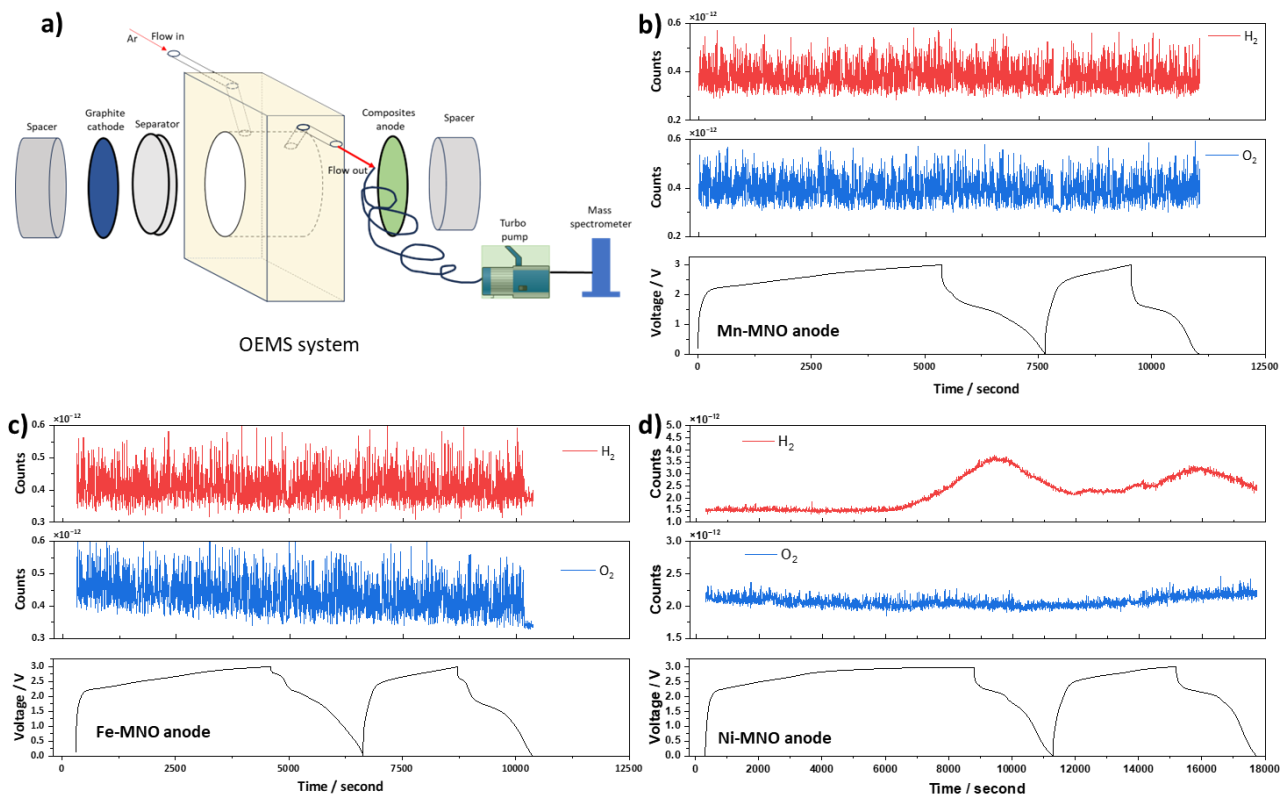 a)
Ar
Flow in
Spacer
Graphite
cathode
Separator
Composites
anode
Spacer
Flow out
Turbo
pump
Mass
spectrometer
OEMS system
b)
×10⁻¹²
0.6
0.4
0.2
Counts
H₂
×10⁻¹²
0.6
0.4
0.2
Counts
O₂
3
2
1
0
Voltage / V
Mn-MNO anode
0 2500 5000 7500 10000 12500
Time / second
c)
×10⁻¹²
0.6
0.5
0.4
0.3
Counts
H₂
×10⁻¹²
0.6
0.5
0.4
0.3
Counts
O₂
3.0
2.5
2.0
1.5
1.0
0.5
0.0
Voltage / V
Fe-MNO anode
0 2500 5000 7500 10000 12500
Time / second
d)
×10⁻¹²
5.0
4.5
4.0
3.5
3.0
2.5
2.0
1.5
1.0
Counts
H₂
×10⁻¹²
3.0
2.5
2.0
1.5
Counts
O₂
3.0
2.5
2.0
1.5
1.0
0.5
0.0
Voltage / V
Ni-MNO anode
0 2000 4000 6000 8000 10000 12000 14000 16000 18000
Time / second